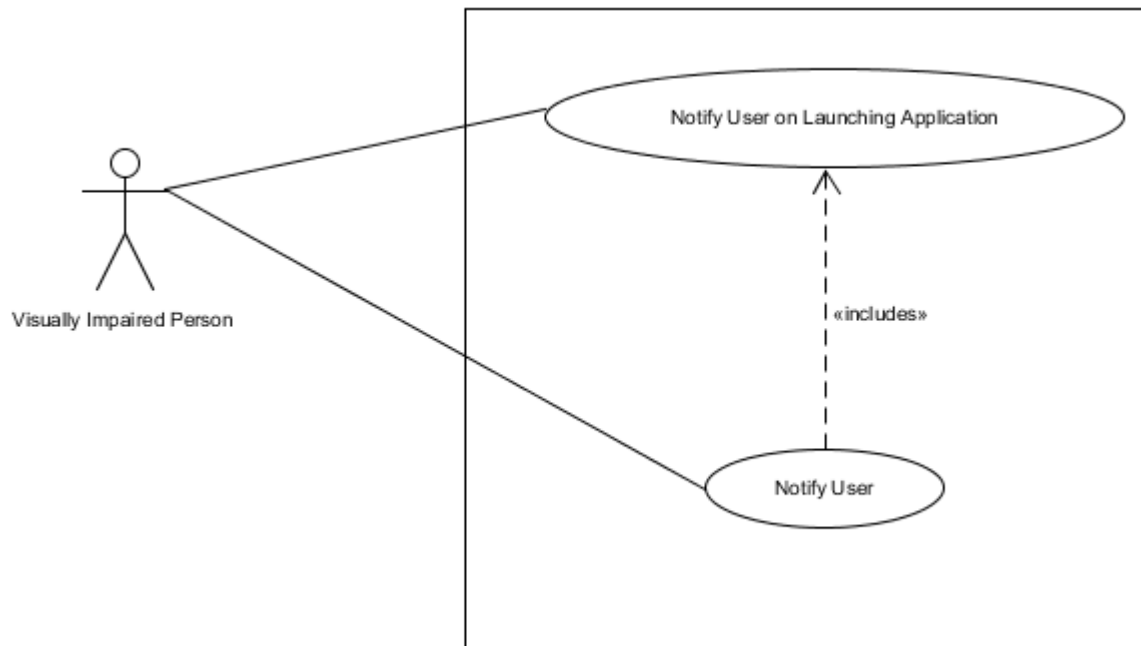 Notify User on Launching Application
Visually Impaired Person
«includes»
Notify User